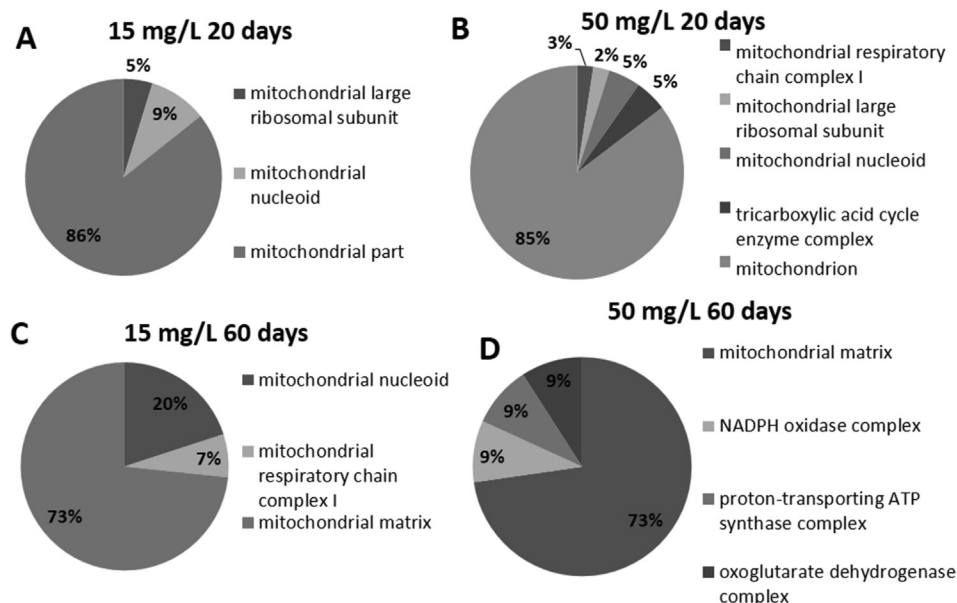 A
15 mg/L 20 days
5%
9%
86%
mitochondrial large
ribosomal subunit
mitochondrial
nucleoid
mitochondrial part
B
50 mg/L 20 days
3%
2%
5%
5%
85%
mitochondrial respiratory
chain complex I
mitochondrial large
ribosomal subunit
mitochondrial nucleoid
tricarboxylic acid cycle
enzyme complex
mitochondrion
C
15 mg/L 60 days
20%
7%
73%
mitochondrial nucleoid
mitochondrial
respiratory chain
complex I
mitochondrial matrix
50 mg/L 60 days
D
9%
9%
9%
73%
mitochondrial matrix
NADPH oxidase complex
proton-transporting ATP
synthase complex
oxoglutarate dehydrogenase
complex